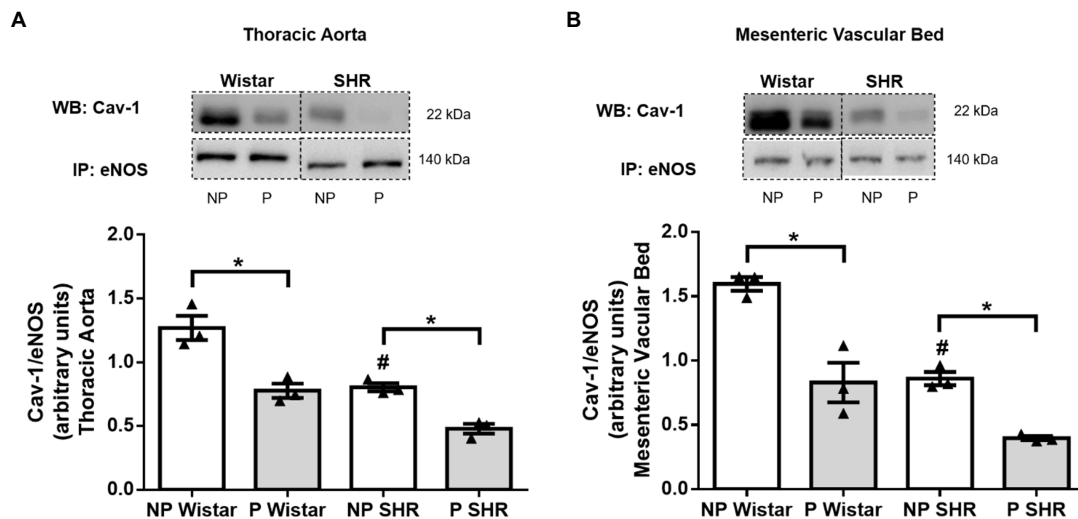 A
Thoracic Aorta
Wistar SHR
WB: Cav-1 22 kDa
IP: eNOS 140 kDa
NP P NP P
Cav-1/eNOS
(arbitrary units)
Thoracic Aorta
2.0
1.5
1.0
0.5
0.0
*
*
#
NP Wistar P Wistar NP SHR P SHR
B
Mesenteric Vascular Bed
Wistar SHR
WB: Cav-1 22 kDa
IP: eNOS 140 kDa
NP P NP P
Cav-1/eNOS
(arbitrary units)
Mesenteric Vacular Bed
2.0
1.5
1.0
0.5
0.0
*
*
#
NP Wistar P Wistar NP SHR P SHR